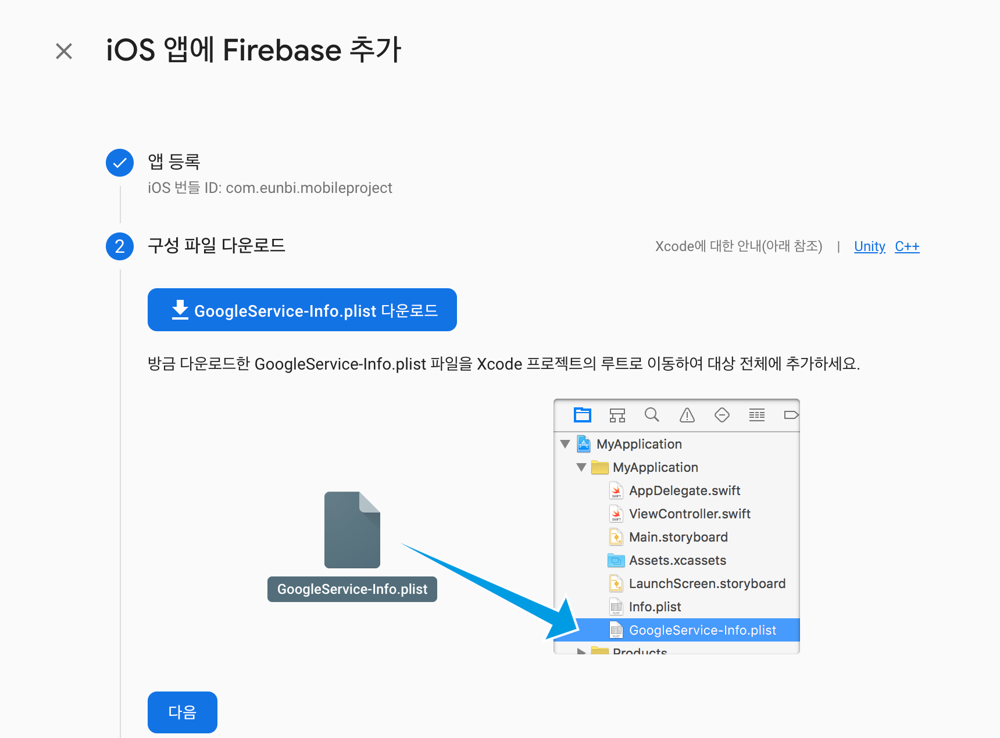 iOS 앱에 Firebase 추가
앱 등록
iOS 번들 ID: com.eunbi.mobileproject
2 구성 파일 다운로드
Xcode에 대한 안내(아래 참조) | Unity C++
GoogleService-Info.plist 다운로드
방금 다운로드한 GoogleService-Info.plist 파일을 Xcode 프로젝트의 루트로 이동하여 대상 전체에 추가하세요.
GoogleService-Info.plist
MyApplication
MyApplication
AppDelegate.swift
ViewController.swift
Main.storyboard
Assets.xcassets
LaunchScreen.storyboard
Info.plist
GoogleService-Info.plist
Products
다음